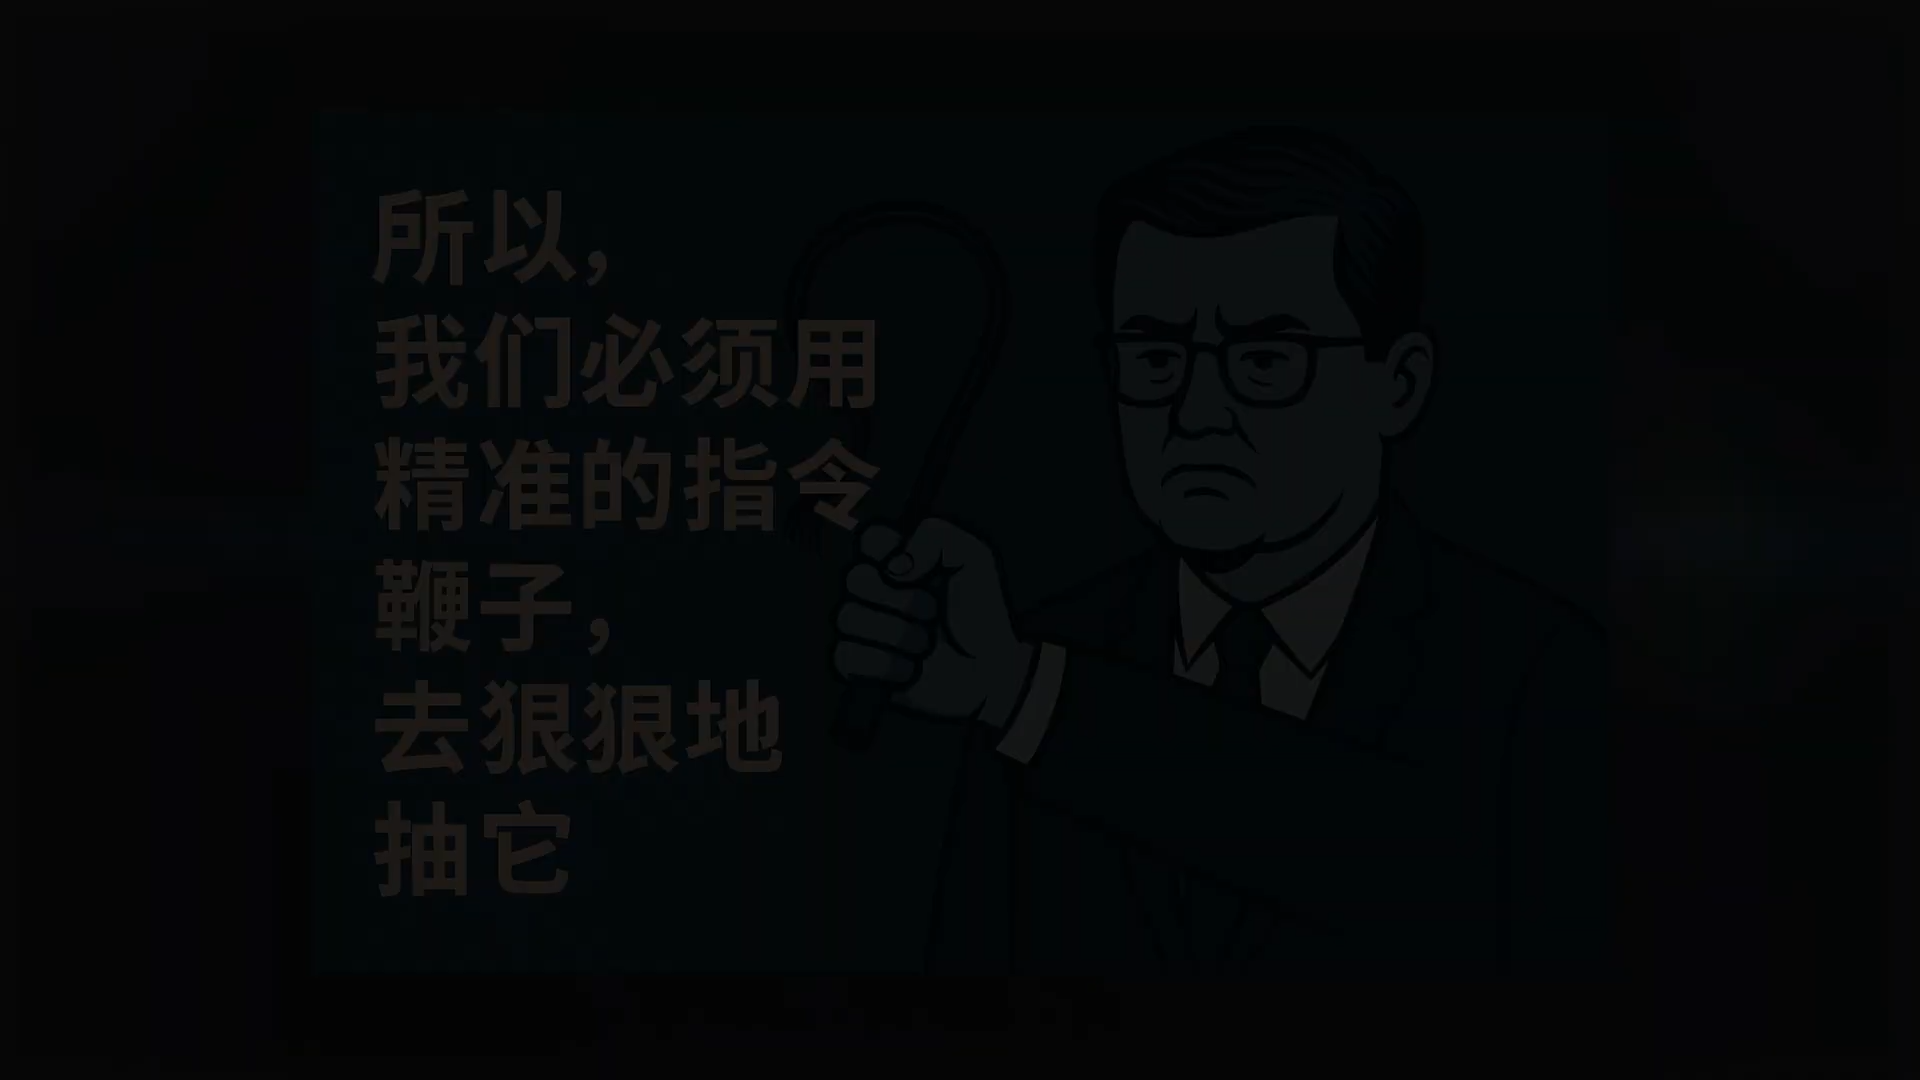 所以，
我们必须用
精准的指令
鞭子，
去狠狠地
抽它